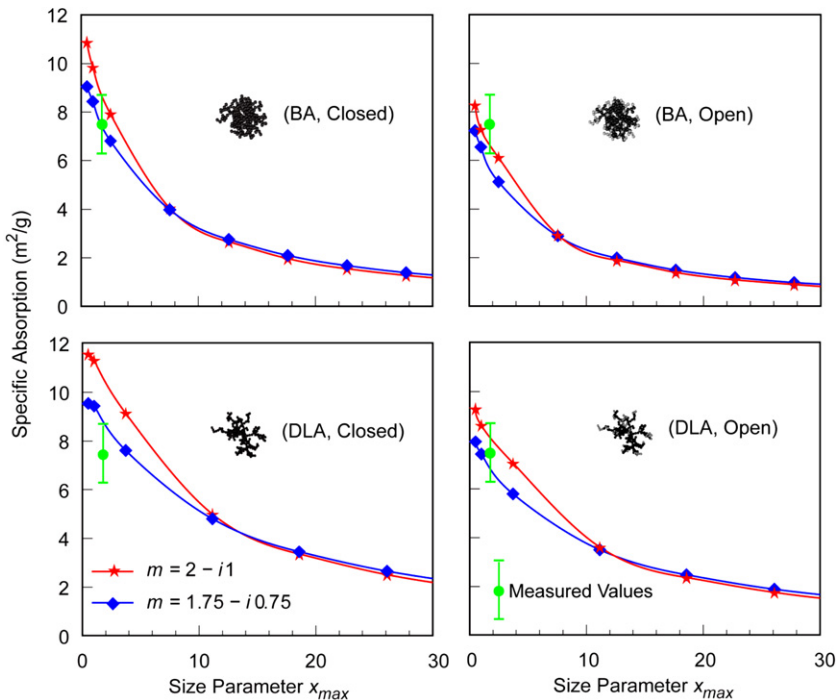 12
10
8
6
4
2
0
(BA, Closed)
(BA, Open)
Specific Absorption (m²/g)
12
10
8
6
4
2
0
(DLA, Closed)
(DLA, Open)
m = 2 – i1
m = 1.75 – i0.75
Measured Values
0 10 20 30
0 10 20 30
Size Parameter xmax
Size Parameter xmax